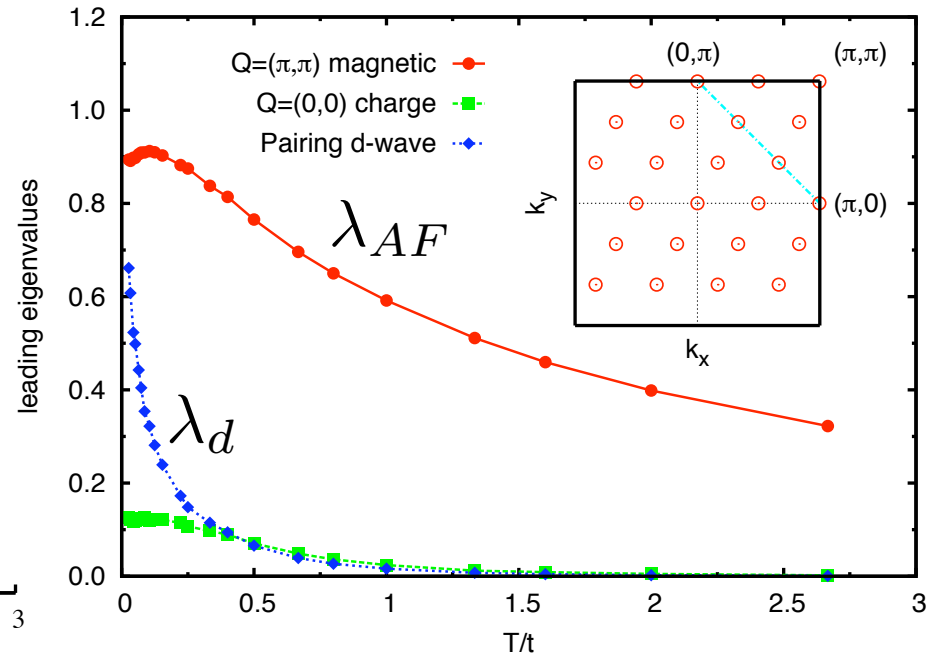 1.2
1.0
0.8
0.6
0.4
0.2
0.0
leading eigenvalues
Q=(π,π) magnetic
Q=(0,0) charge
Pairing d-wave
λ_AF
λ_d
(0,π)
(π,π)
(π,0)
k_y
k_x
0
0.5
1
1.5
2
2.5
3
T/t
3